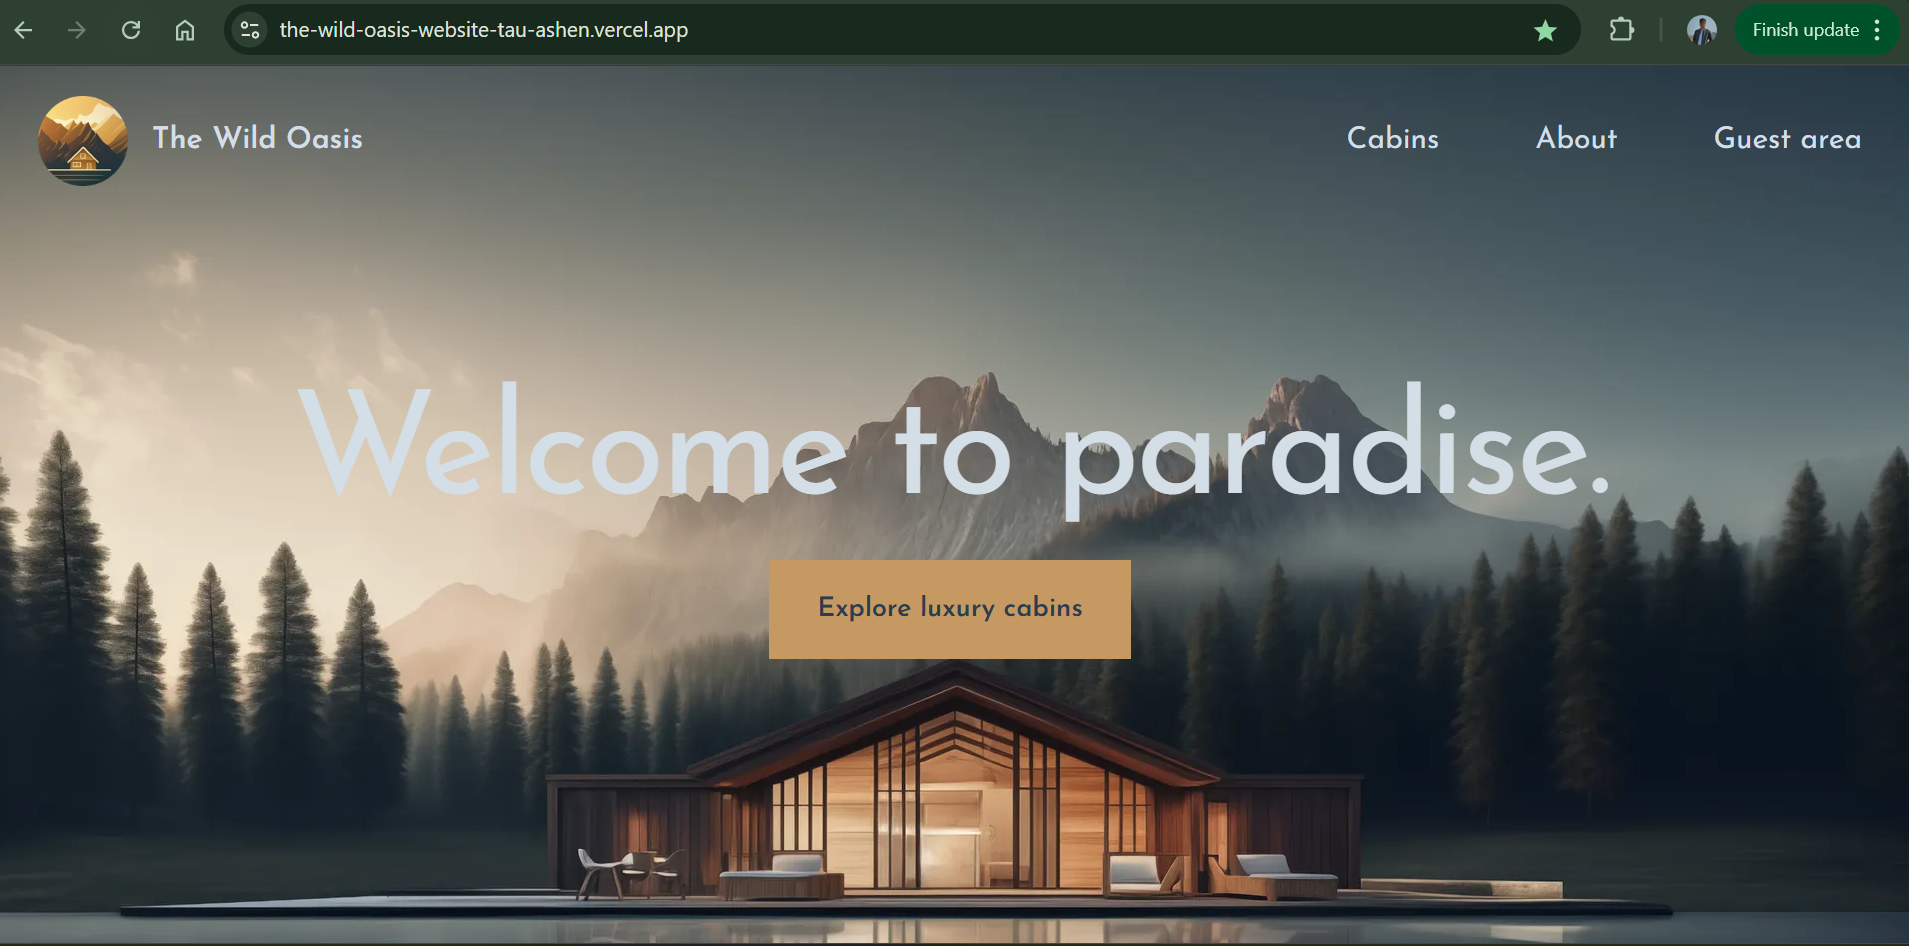 the-wild-oasis-website-tau-ashen.vercel.app
Finish update
The Wild Oasis
Cabins
About
Guest area
Welcome to paradise.
Explore luxury cabins